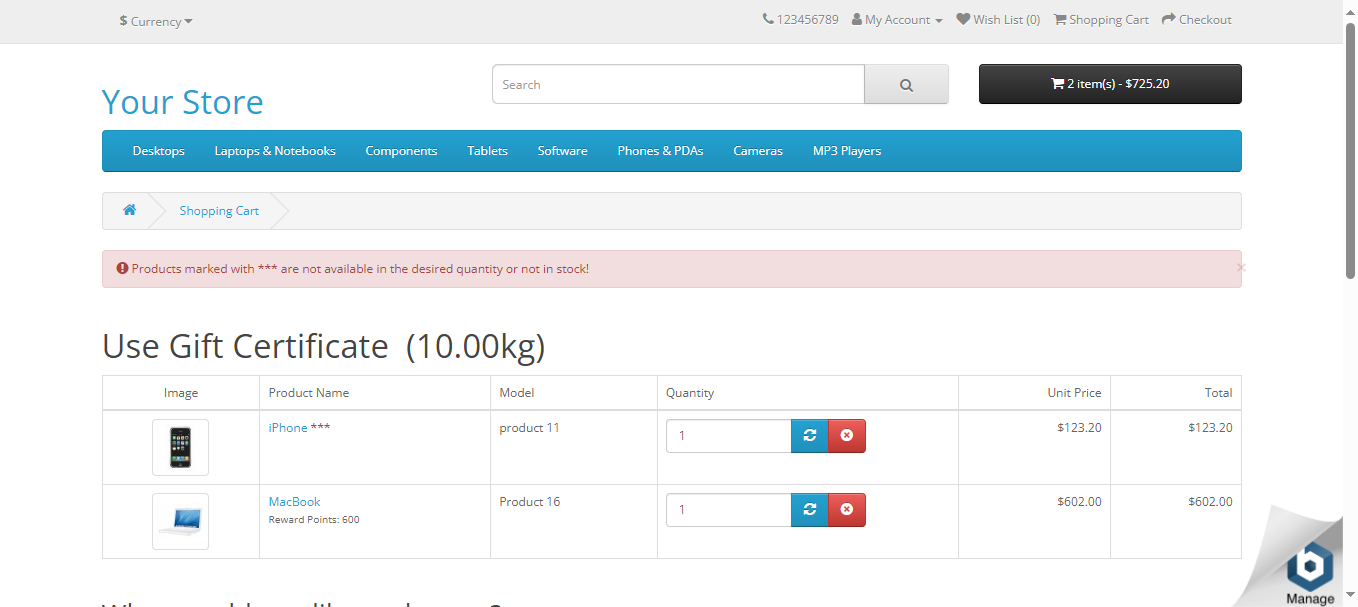 $ Currency
123456789 My Account Wish List (0) Shopping Cart Checkout
Your Store
Search
2 item(s) - $725.20
Desktops Laptops & Notebooks Components Tablets Software Phones & PDAs Cameras MP3 Players
Shopping Cart
Products marked with *** are not available in the desired quantity or not in stock!
×
Use Gift Certificate (10.00kg)
Image Product Name Model Quantity Unit Price Total
iPhone *** product 11 1 $123.20 $123.20
MacBook Product 16 1 $602.00 $602.00
Reward Points: 600
Manage